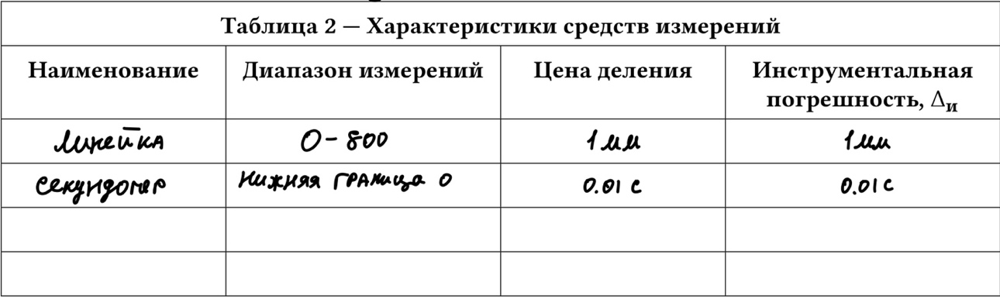 Таблица 2 — Характеристики средств измерений
Наименование Диапазон измерений Цена деления Инструментальная
погрешность, Δи
линейка 0 - 800 1 мм 1 мм
секундомер нижняя граница 0 0.01 с 0.01 с